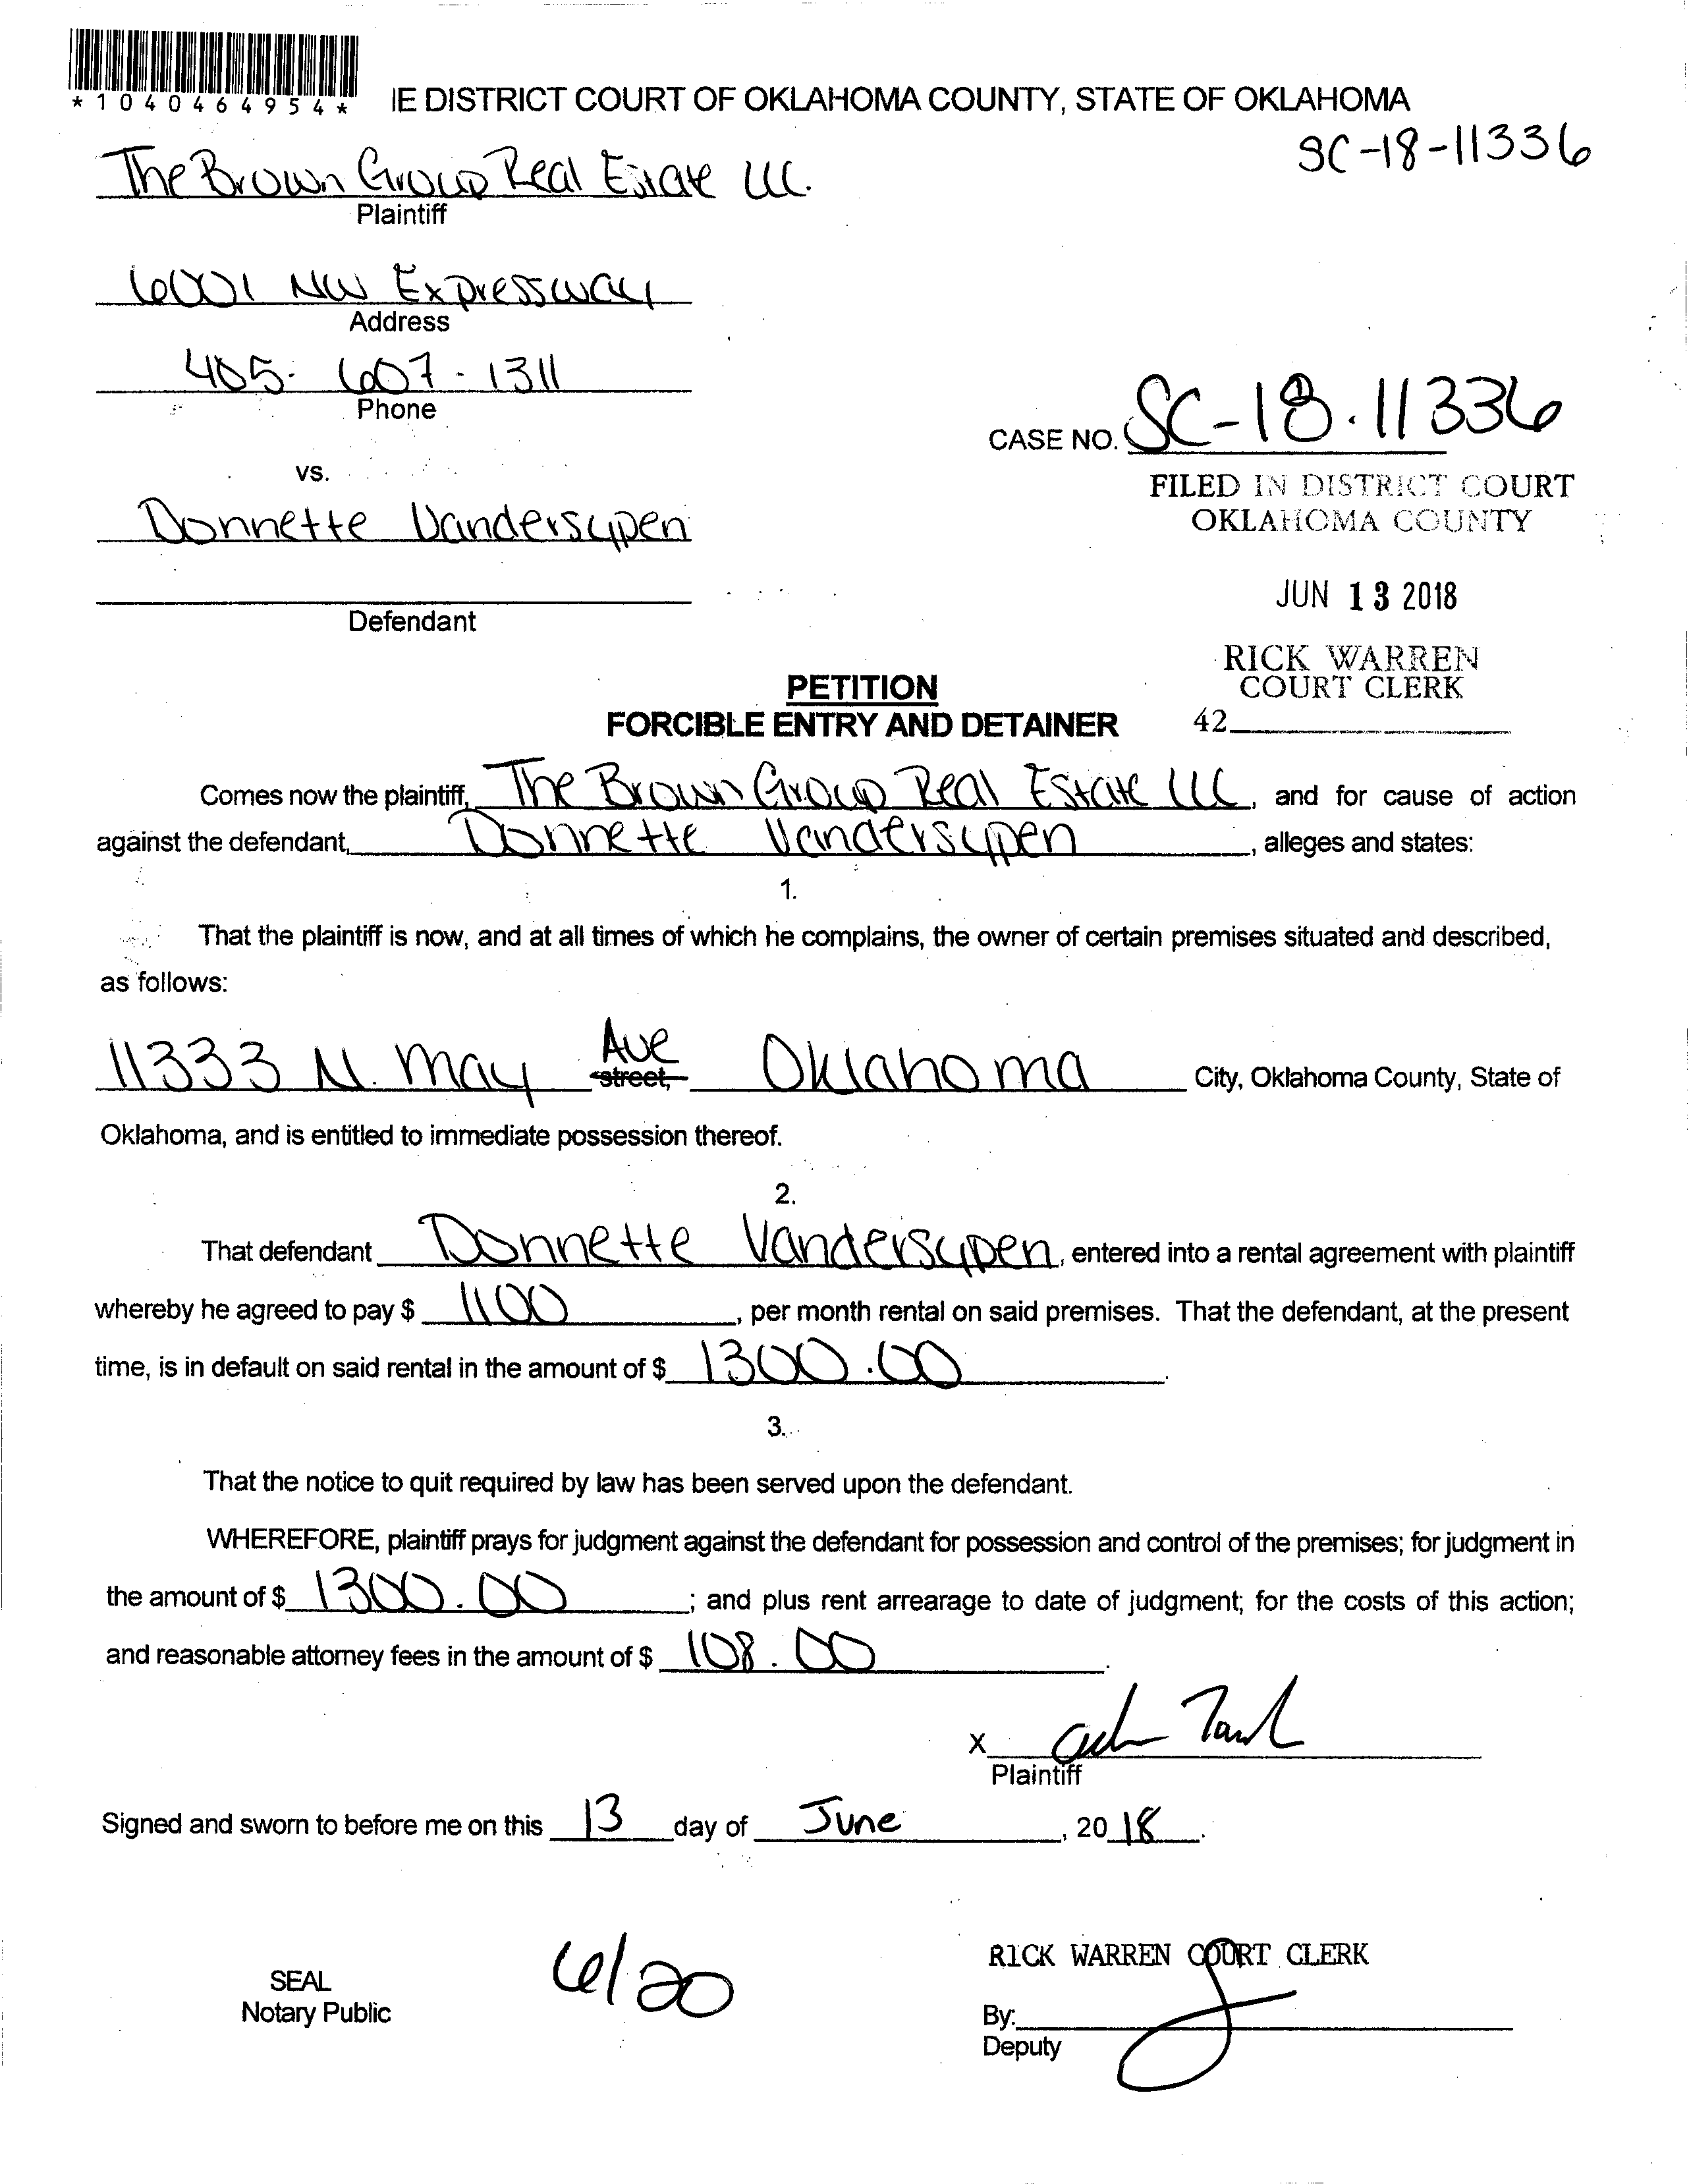 *1040464954*
IE DISTRICT COURT OF OKLAHOMA COUNTY, STATE OF OKLAHOMA
SC-18-11336
The Brown Group Real Estate LLC.
Plaintiff
6001 NW Expressway
Address
405- 607-1311
Phone
CASE NO. SC-18-11336
vs.
FILED IN DISTRICT COURT
OKLAHOMA COUNTY
Donnette Vandersypen
JUN 13 2018
Defendant
RICK WARREN
COURT CLERK
PETITION
FORCIBLE ENTRY AND DETAINER
42
Comes now the plaintiff, The Brown Group Real Estate LLC, and for cause of action
against the defendant, Donnette Vandersypen, alleges and states:
1.
That the plaintiff is now, and at all times of which he complains, the owner of certain premises situated and described,
as follows:
11333 N. May Ave street, Oklahoma City, Oklahoma County, State of
Oklahoma, and is entitled to immediate possession thereof.
2.
That defendant Donnette Vandersypen, entered into a rental agreement with plaintiff
whereby he agreed to pay $ 1100, per month rental on said premises. That the defendant, at the present
time, is in default on said rental in the amount of $ 1300.00.
3.
That the notice to quit required by law has been served upon the defendant.
WHEREFORE, plaintiff prays for judgment against the defendant for possession and control of the premises; for judgment in
the amount of $ 1300.00; and plus rent arrearage to date of judgment; for the costs of this action;
and reasonable attorney fees in the amount of $ 108.00.
X
Plaintiff
Signed and sworn to before me on this 13 day of June, 2018.
6/20
RICK WARREN COURT CLERK
SEAL
Notary Public
By:
Deputy